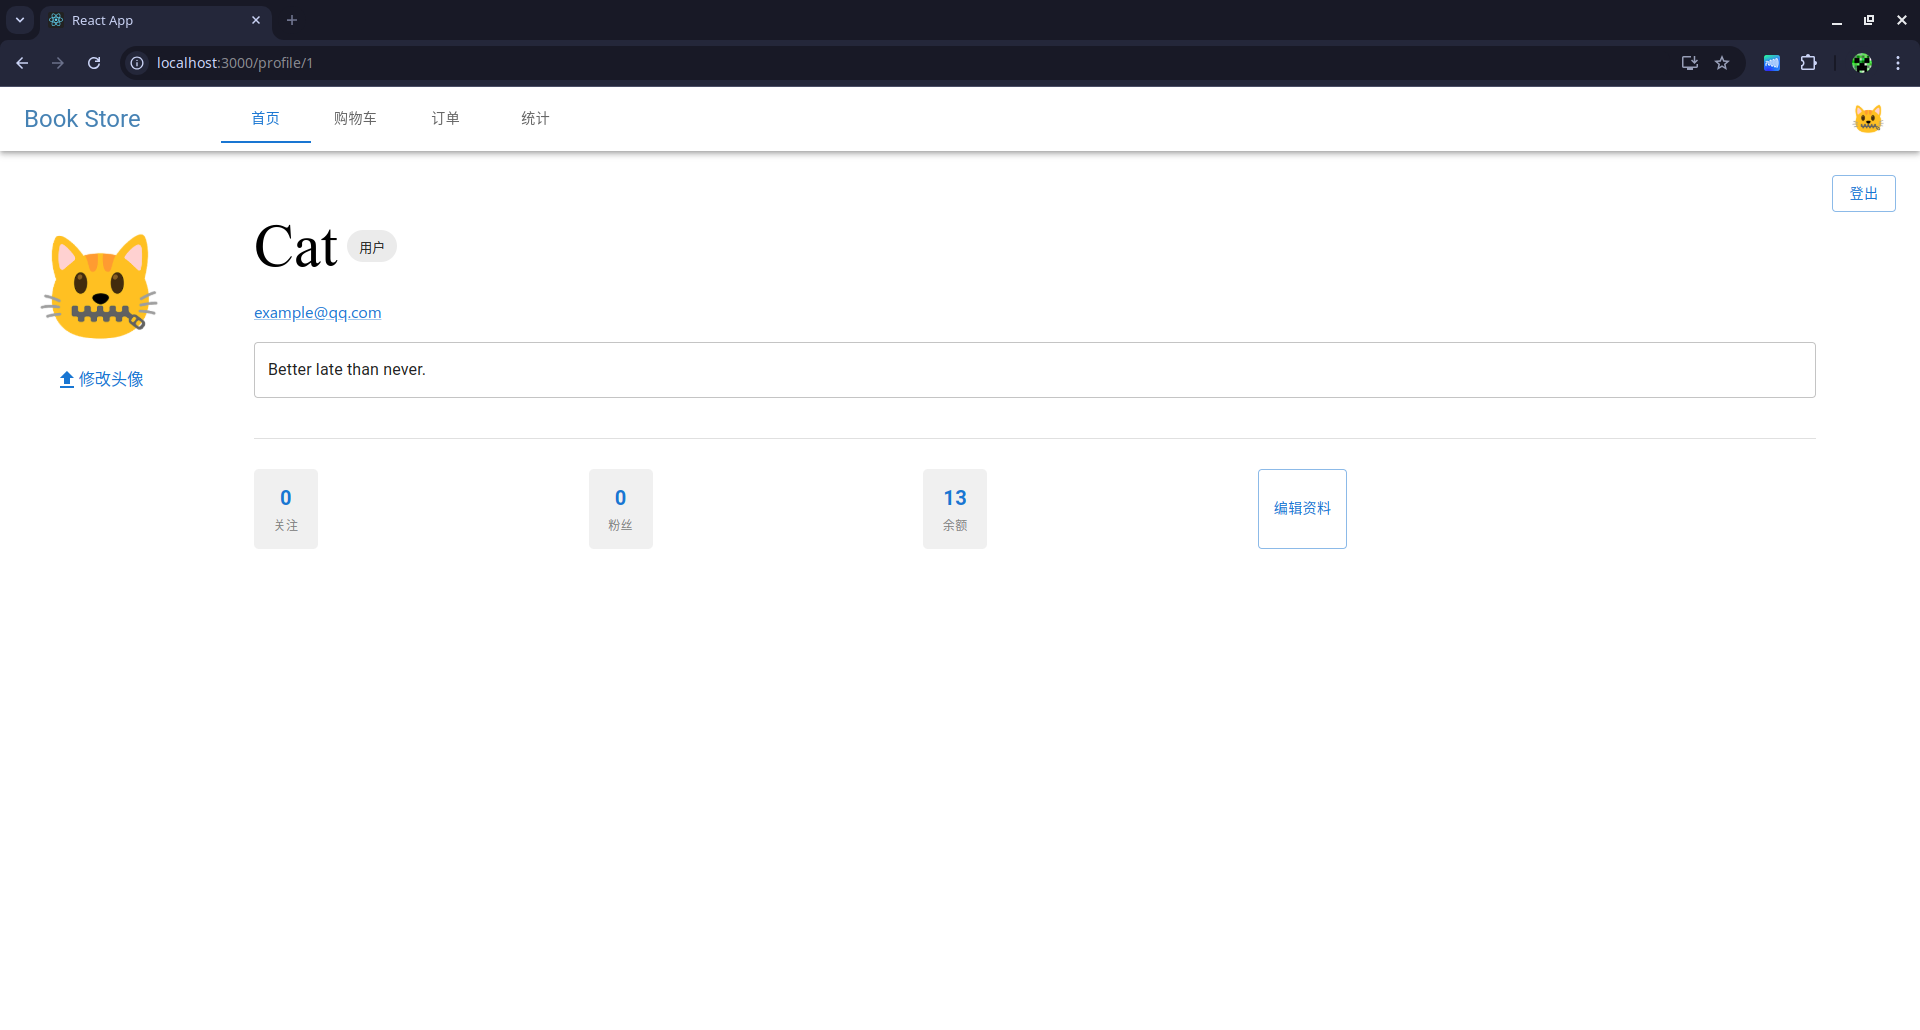 React App
localhost:3000/profile/1
Book Store
首页 购物车 订单 统计
登出
Cat 用户
example@qq.com
修改头像
Better late than never.
0 0 13
关注 粉丝 余额
编辑资料